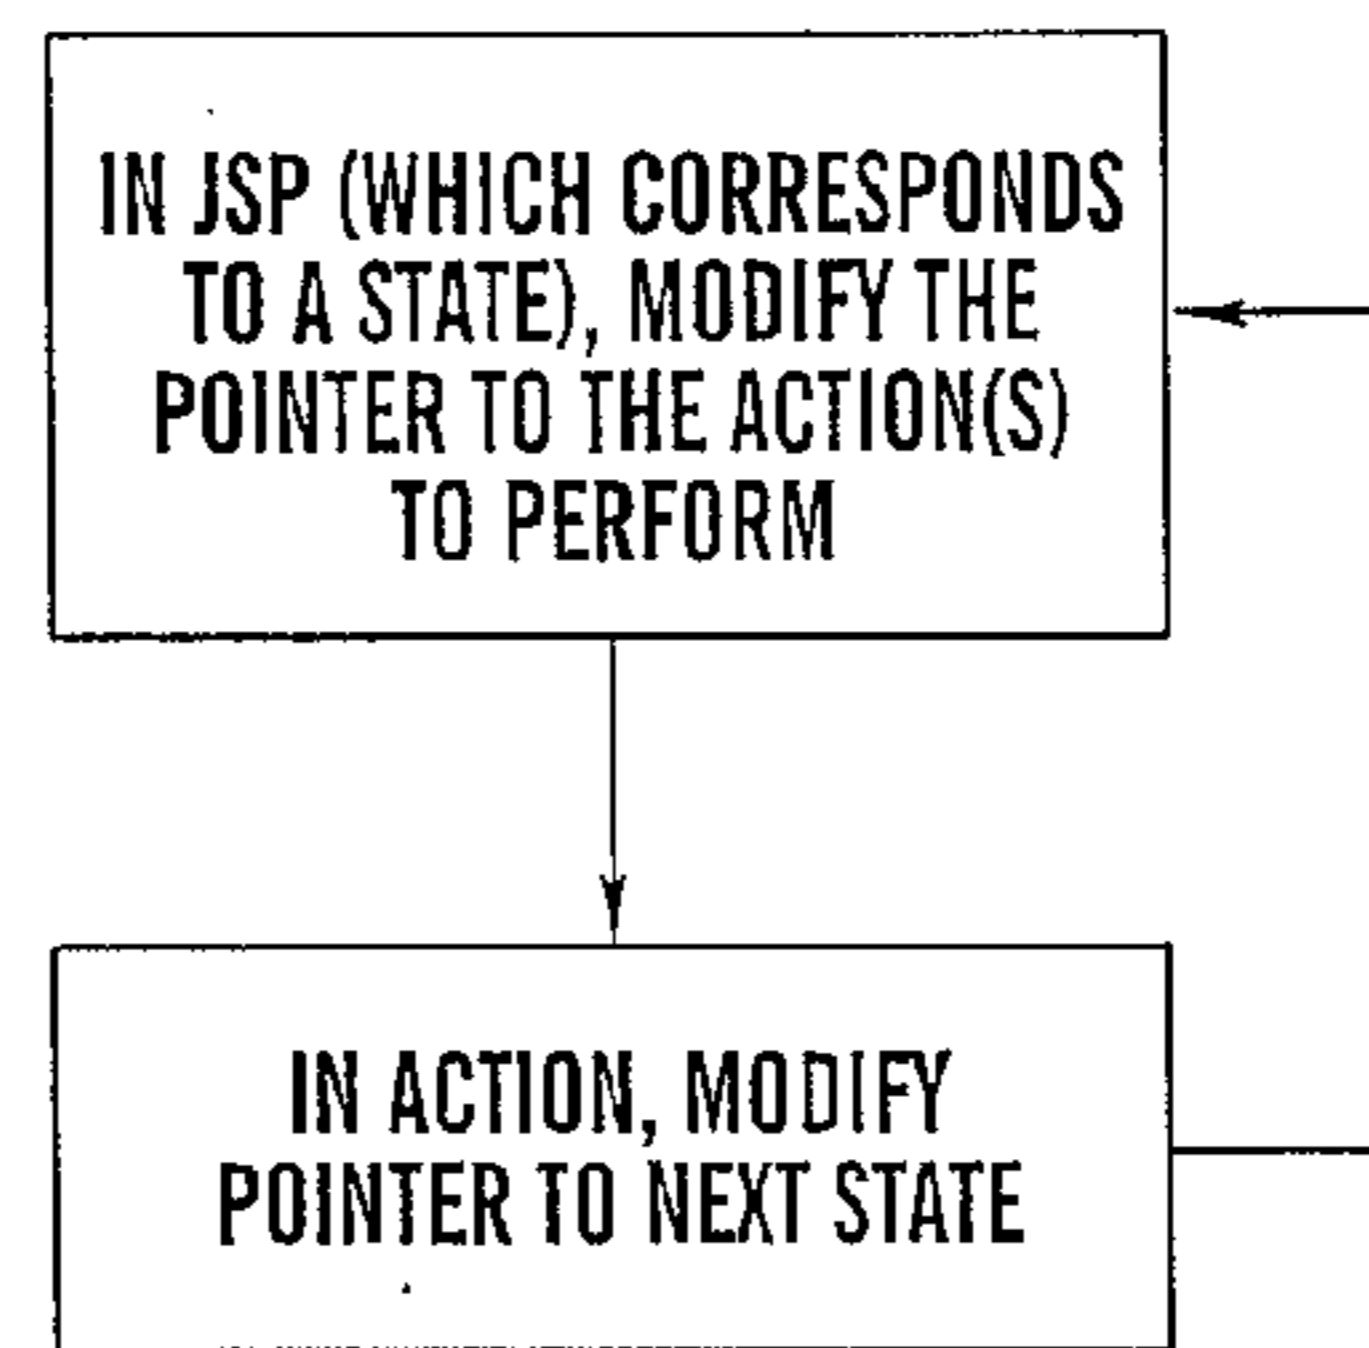 IN JSP (WHICH CORRESPONDS
TO A STATE), MODIFY THE
POINTER TO THE ACTION(S)
TO PERFORM
IN ACTION, MODIFY
POINTER TO NEXT STATE